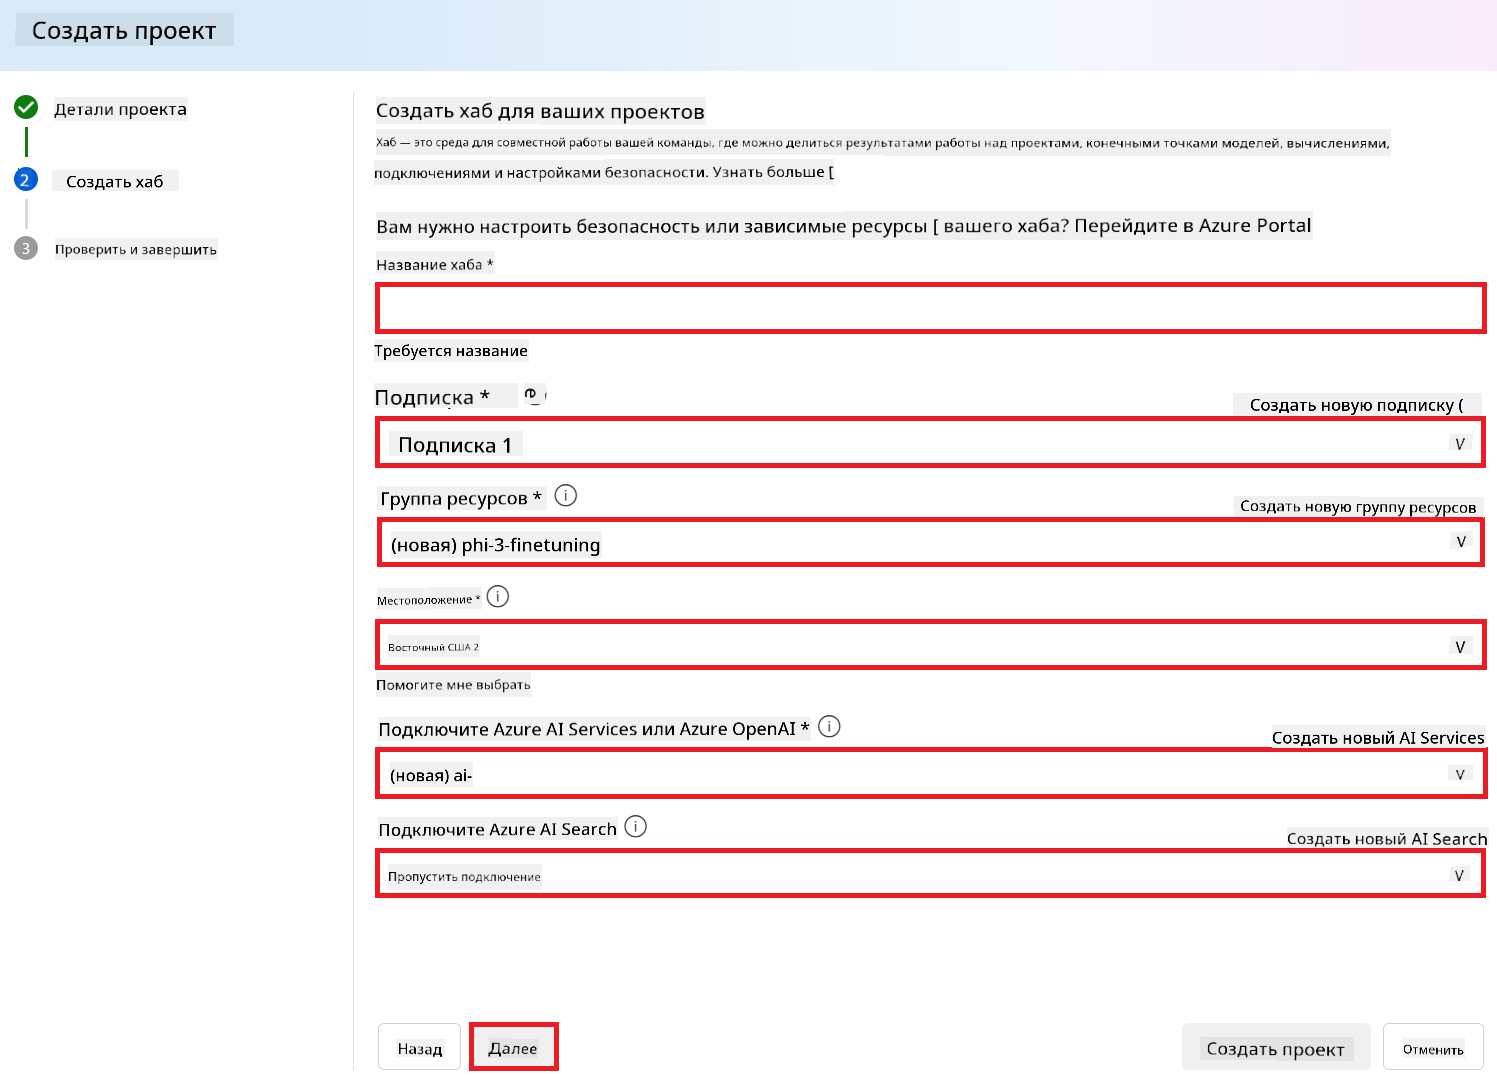 Создать проект
Детали проекта
2 Создать хаб
3 Проверить и завершить
Создать хаб для ваших проектов
Хаб — это среда для совместной работы вашей команды, где можно делиться результатами работы над проектами, конечными точками моделей, вычислениями,
подключениями и настройками безопасности. Узнать больше [
Вам нужно настроить безопасность или зависимые ресурсы [ вашего хаба? Перейдите в Azure Portal
Название хаба *
Требуется название
Подписка *
Создать новую подписку (
Подписка 1 V
Группа ресурсов * i
Создать новую группу ресурсов
(новая) phi-3-finetuning V
Местоположение * i
Восточный США 2 V
Помогите мне выбрать
Подключите Azure AI Services или Azure OpenAI * i
Создать новый AI Services
(новая) ai- V
Подключите Azure AI Search i
Создать новый AI Search
Пропустить подключение V
Назад Далее Создать проект Отменить